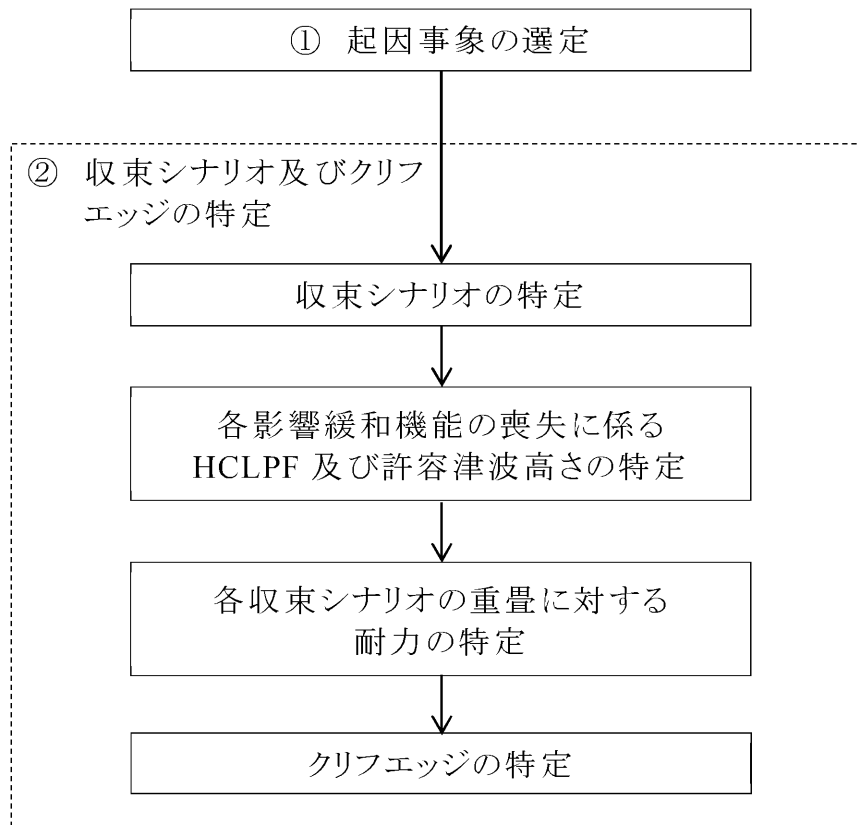 ① 起因事象の選定
② 収束シナリオ及びクリフ
エッジの特定
収束シナリオの特定
各影響緩和機能の喪失に係る
HCLPF 及び許容津波高さの特定
各収束シナリオの重畳に対する
耐力の特定
クリフエッジの特定